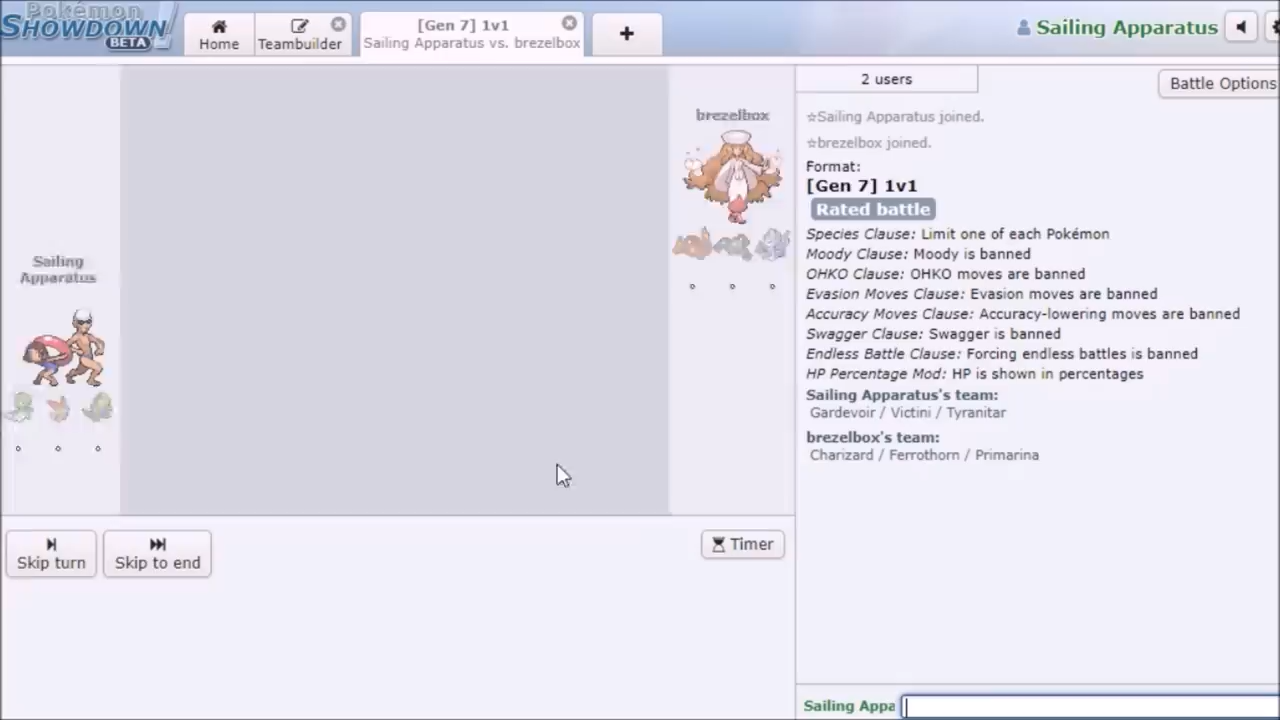 Pokémon
SHOWDOWN!
BETA
Home
Teambuilder
[Gen 7] 1v1
Sailing Apparatus vs. brezelbox
+
Sailing Apparatus
2 users
Battle Options
brezelbox
Sailing
Apparatus
☆Sailing Apparatus joined.
☆brezelbox joined.
Format:
[Gen 7] 1v1
Rated battle
Species Clause: Limit one of each Pokémon
Moody Clause: Moody is banned
OHKO Clause: OHKO moves are banned
Evasion Moves Clause: Evasion moves are banned
Accuracy Moves Clause: Accuracy-lowering moves are banned
Swagger Clause: Swagger is banned
Endless Battle Clause: Forcing endless battles is banned
HP Percentage Mod: HP is shown in percentages
Sailing Apparatus's team:
Gardevoir / Victini / Tyranitar
brezelbox's team:
Charizard / Ferrothorn / Primarina
Skip turn
Skip to end
Timer
Sailing Appa